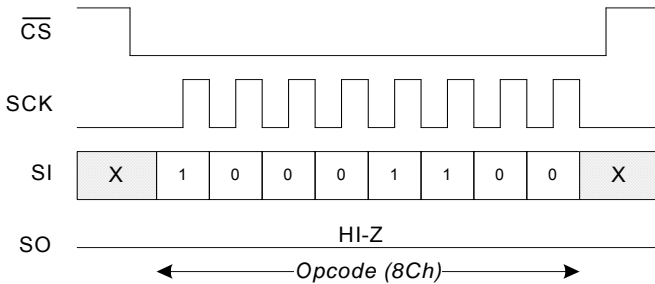 CS
SCK
SI X 1 0 0 0 1 1 0 0 X
SO HI-Z
Opcode (8Ch)